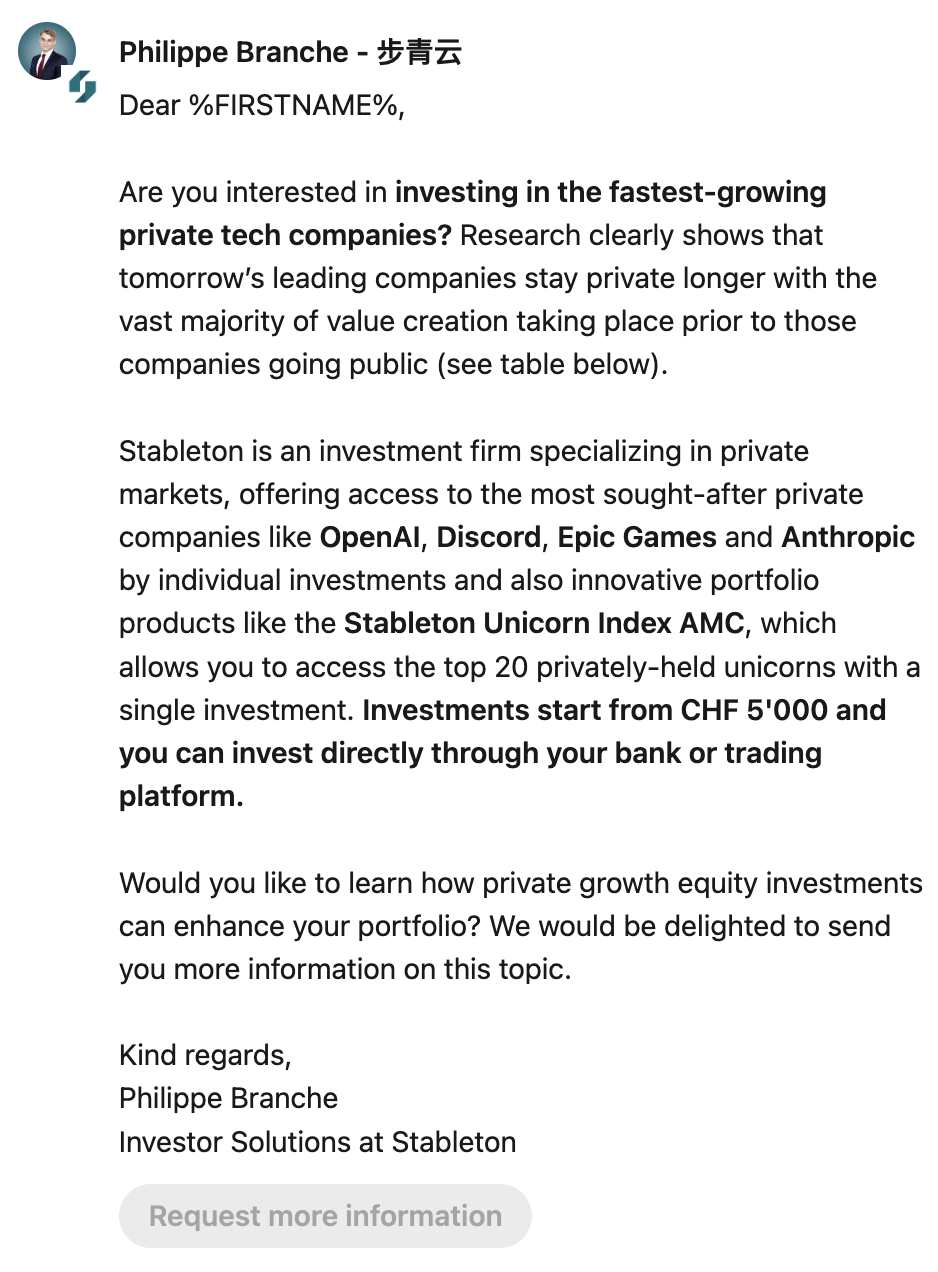 Philippe Branche - 步青云
Dear %FIRSTNAME%,
Are you interested in investing in the fastest-growing
private tech companies? Research clearly shows that
tomorrow’s leading companies stay private longer with the
vast majority of value creation taking place prior to those
companies going public (see table below).
Stableton is an investment firm specializing in private
markets, offering access to the most sought-after private
companies like OpenAI, Discord, Epic Games and Anthropic
by individual investments and also innovative portfolio
products like the Stableton Unicorn Index AMC, which
allows you to access the top 20 privately-held unicorns with a
single investment. Investments start from CHF 5'000 and
you can invest directly through your bank or trading
platform.
Would you like to learn how private growth equity investments
can enhance your portfolio? We would be delighted to send
you more information on this topic.
Kind regards,
Philippe Branche
Investor Solutions at Stableton
Request more information